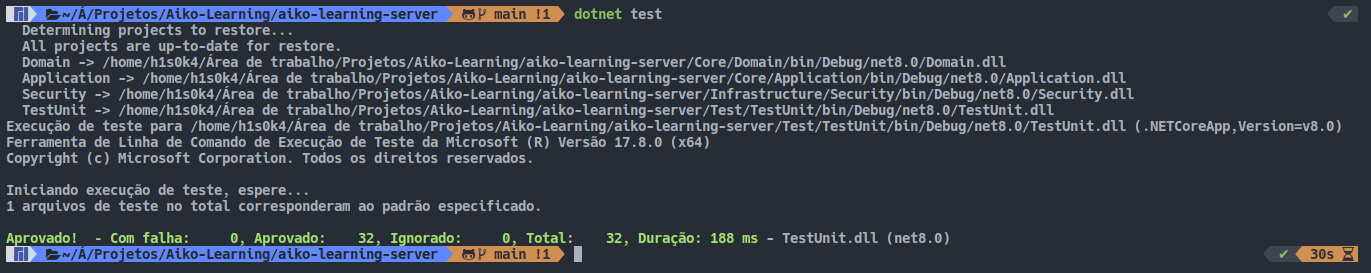 ~/Á/Projetos/Aiko-Learning/aiko-learning-server main !1 dotnet test ✔
Determining projects to restore...
All projects are up-to-date for restore.
Domain -> /home/h1s0k4/Área de trabalho/Projetos/Aiko-Learning/aiko-learning-server/Core/Domain/bin/Debug/net8.0/Domain.dll
Application -> /home/h1s0k4/Área de trabalho/Projetos/Aiko-Learning/aiko-learning-server/Core/Application/bin/Debug/net8.0/Application.dll
Security -> /home/h1s0k4/Área de trabalho/Projetos/Aiko-Learning/aiko-learning-server/Infrastructure/Security/bin/Debug/net8.0/Security.dll
TestUnit -> /home/h1s0k4/Área de trabalho/Projetos/Aiko-Learning/aiko-learning-server/Test/TestUnit/bin/Debug/net8.0/TestUnit.dll
Execução de teste para /home/h1s0k4/Área de trabalho/Projetos/Aiko-Learning/aiko-learning-server/Test/TestUnit/bin/Debug/net8.0/TestUnit.dll (.NETCoreApp,Version=v8.0)
Ferramenta de Linha de Comando de Execução de Teste da Microsoft (R) Versão 17.8.0 (x64)
Copyright (c) Microsoft Corporation. Todos os direitos reservados.
Iniciando execução de teste, espere...
1 arquivos de teste no total corresponderam ao padrão especificado.
Aprovado!  - Com falha:     0, Aprovado:    32, Ignorado:     0, Total:    32, Duração: 188 ms - TestUnit.dll (net8.0)
~/Á/Projetos/Aiko-Learning/aiko-learning-server main !1 ✔ 30s